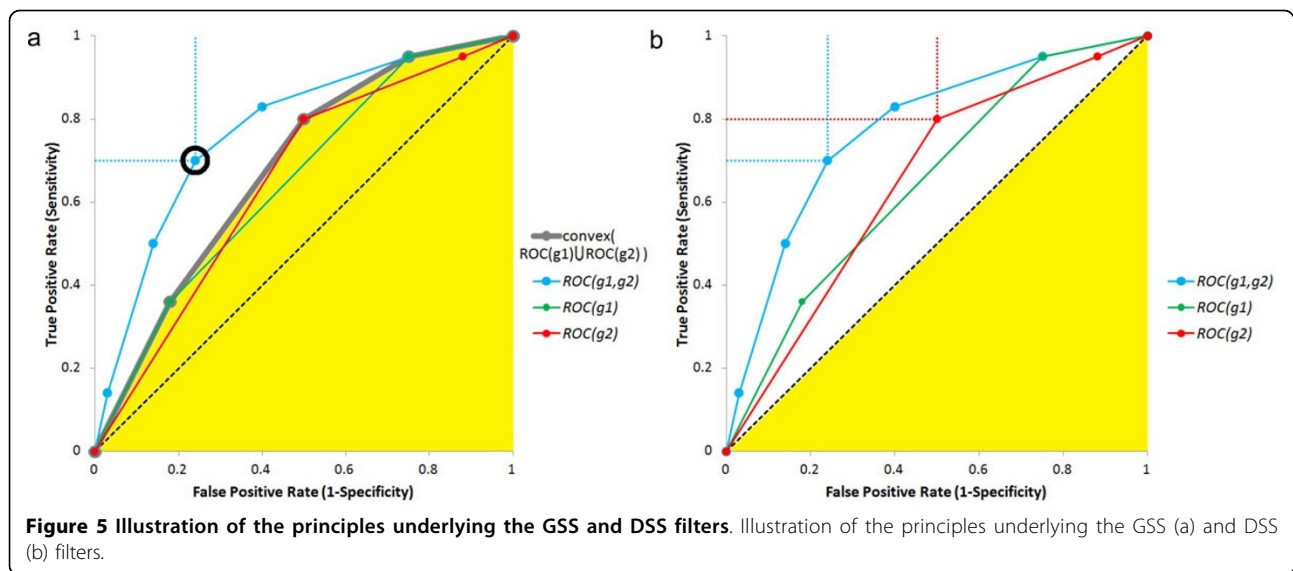 a
True Positive Rate (Sensitivity)
1
0.8
0.6
0.4
0.2
0
0
0.2
0.4
0.6
0.8
1
False Positive Rate (1-Specificity)
convex(
ROC(g1)⋃ROC(g2) )
ROC(g1,g2)
ROC(g1)
ROC(g2)
b
True Positive Rate (Sensitivity)
1
0.8
0.6
0.4
0.2
0
0
0.2
0.4
0.6
0.8
1
False Positive Rate (1-Specificity)
ROC(g1,g2)
ROC(g1)
ROC(g2)
Figure 5 Illustration of the principles underlying the GSS and DSS filters. Illustration of the principles underlying the GSS (a) and DSS
(b) filters.